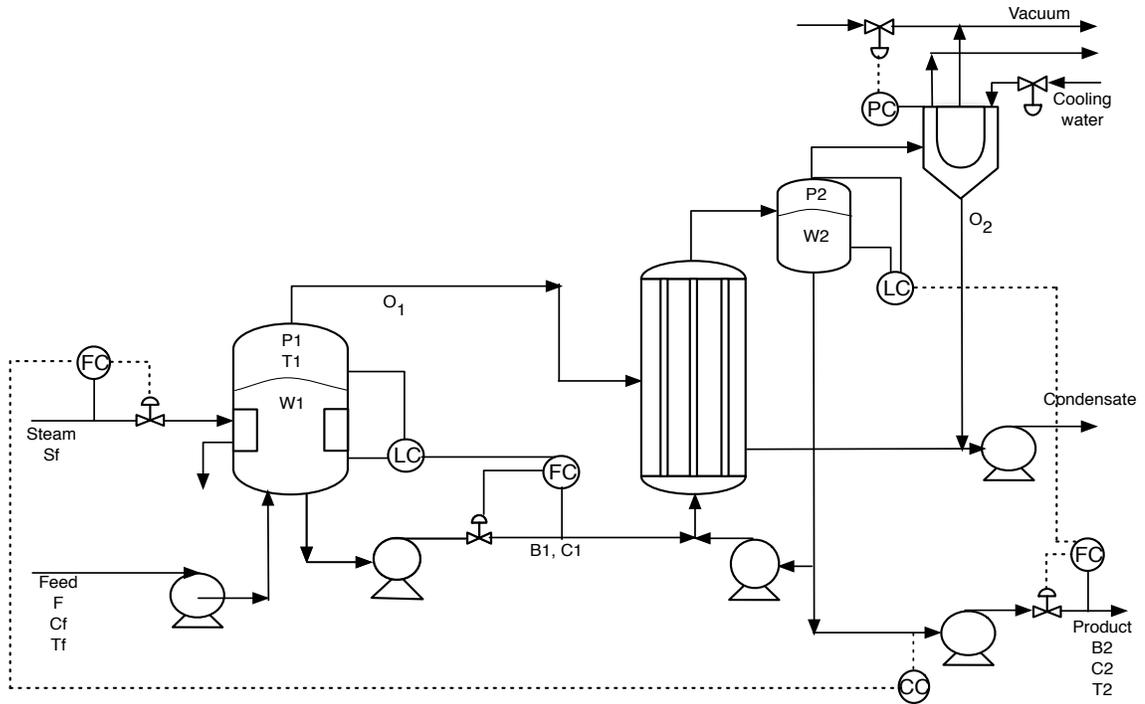 Vacuum
PC
Cooling
water
P2
W2
O2
LC
O1
P1
T1
W1
FC
Steam
Sf
LC
FC
Condensate
B1, C1
FC
Feed
F
Cf
Tf
Product
B2
C2
T2
CC